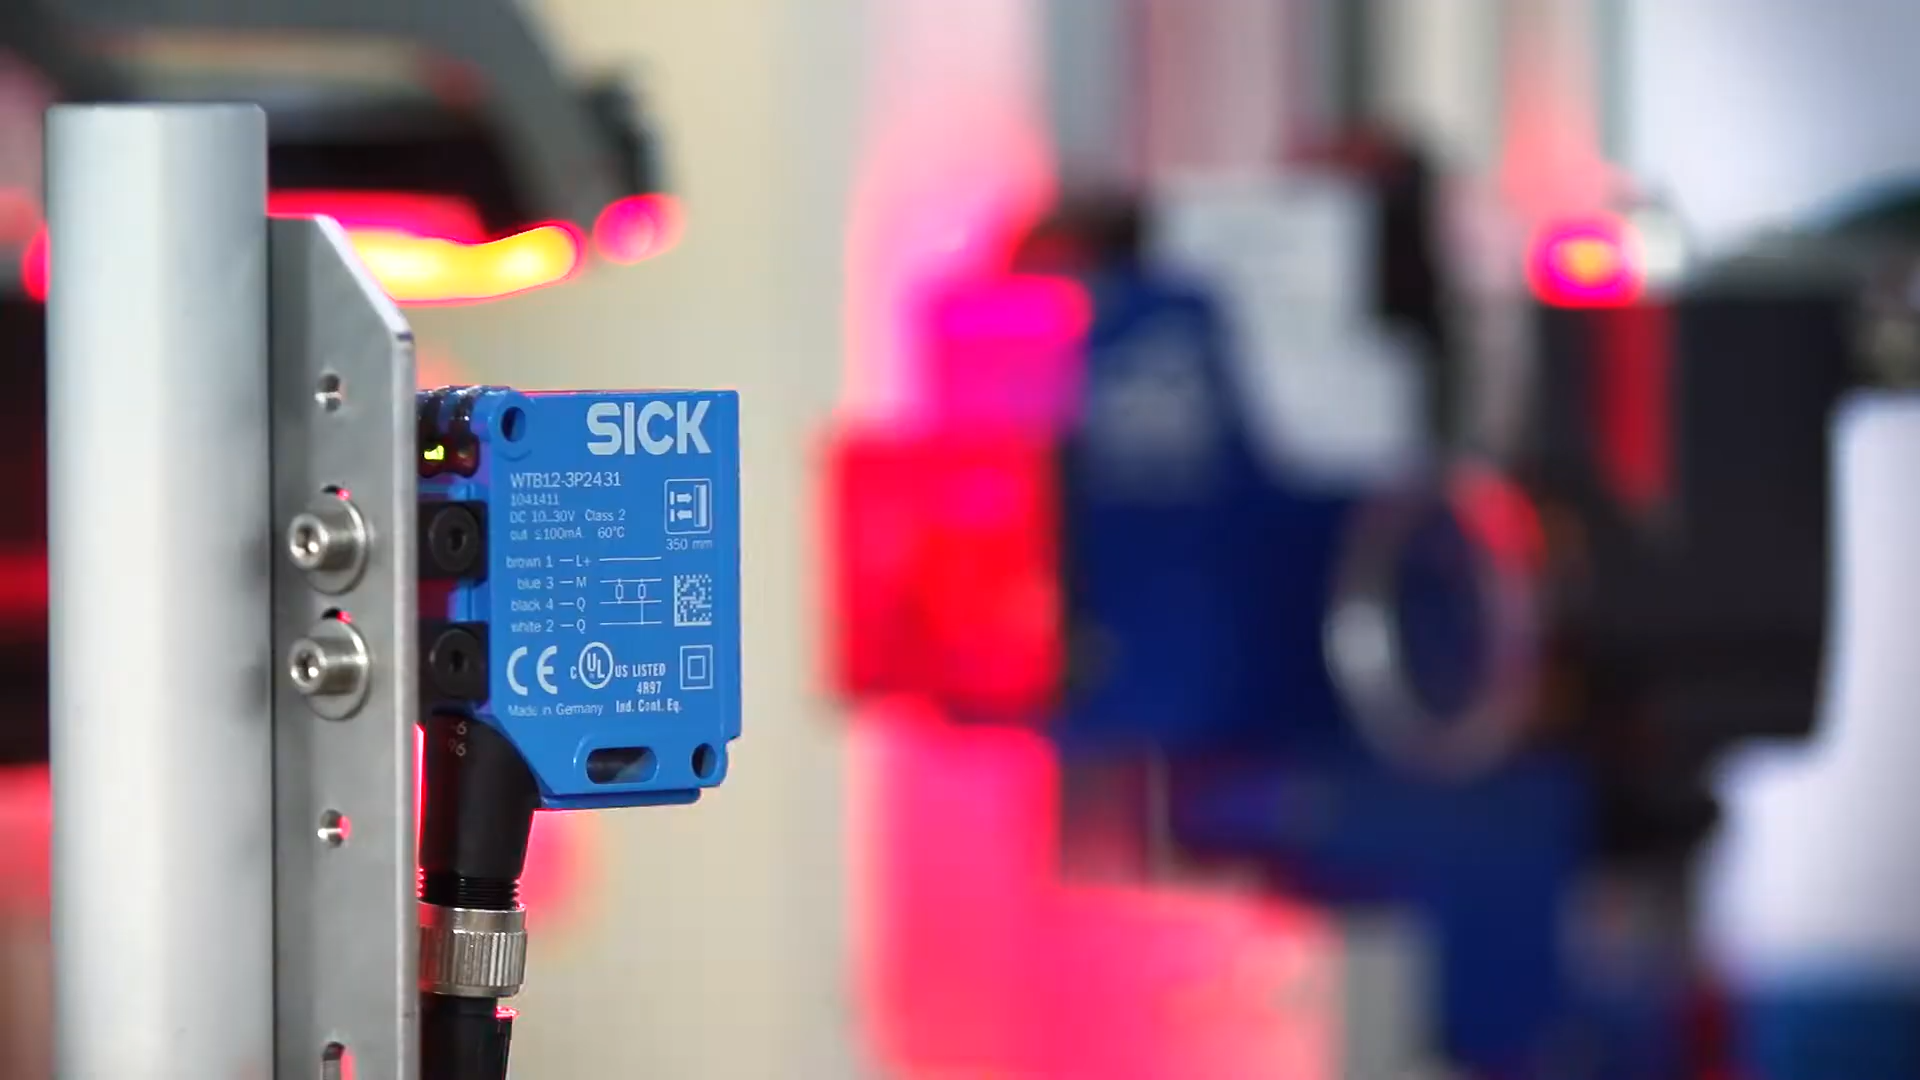 SICK
WTB12-3P2431
1041411
DC 10...30V Class 2
out ≤100mA 60°C
350 mm
brown 1 — L+
blue 3 — M
black 4 — Q
white 2 — Q
CE
C UL US LISTED
4R97
Made in Germany Ind. Cont. Eq.